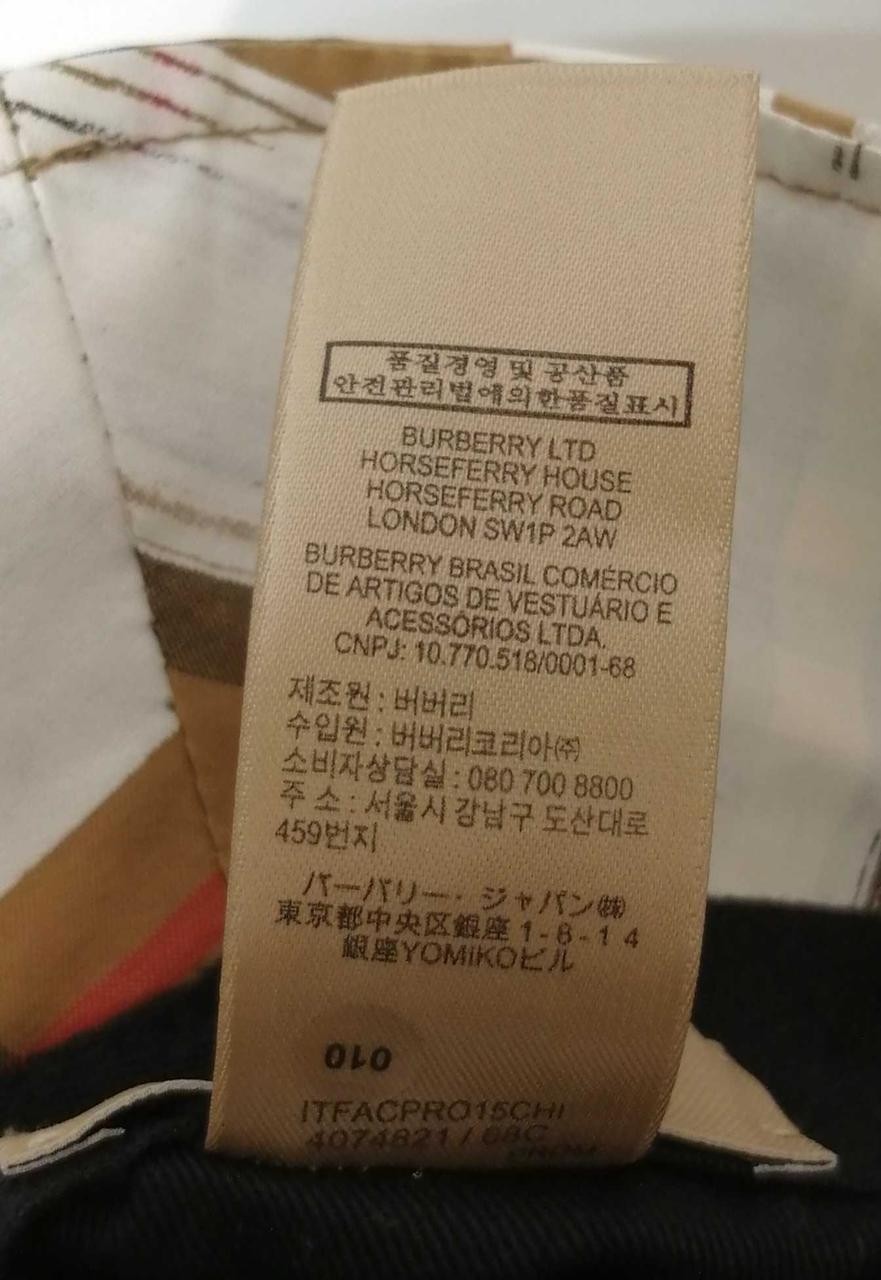 품질경영 및 공산품
안전관리법에의한품질표시
BURBERRY LTD
HORSEFERRY HOUSE
HORSEFERRY ROAD
LONDON SW1P 2AW
BURBERRY BRASIL COMÉRCIO
DE ARTIGOS DE VESTUÁRIO E
ACESSÓRIOS LTDA.
CNPJ: 10.770.518/0001-68
제조원 : 버버리
수입원 : 버버리코리아㈜
소비자상담실 : 080 700 8800
주 소 : 서울시 강남구 도산대로
459번지
バーバリー・ジャパン㈱
東京都中央区銀座 1-8-14
銀座YOMIKOビル
010
ITFACPRO15CHI
4074821 / 68C